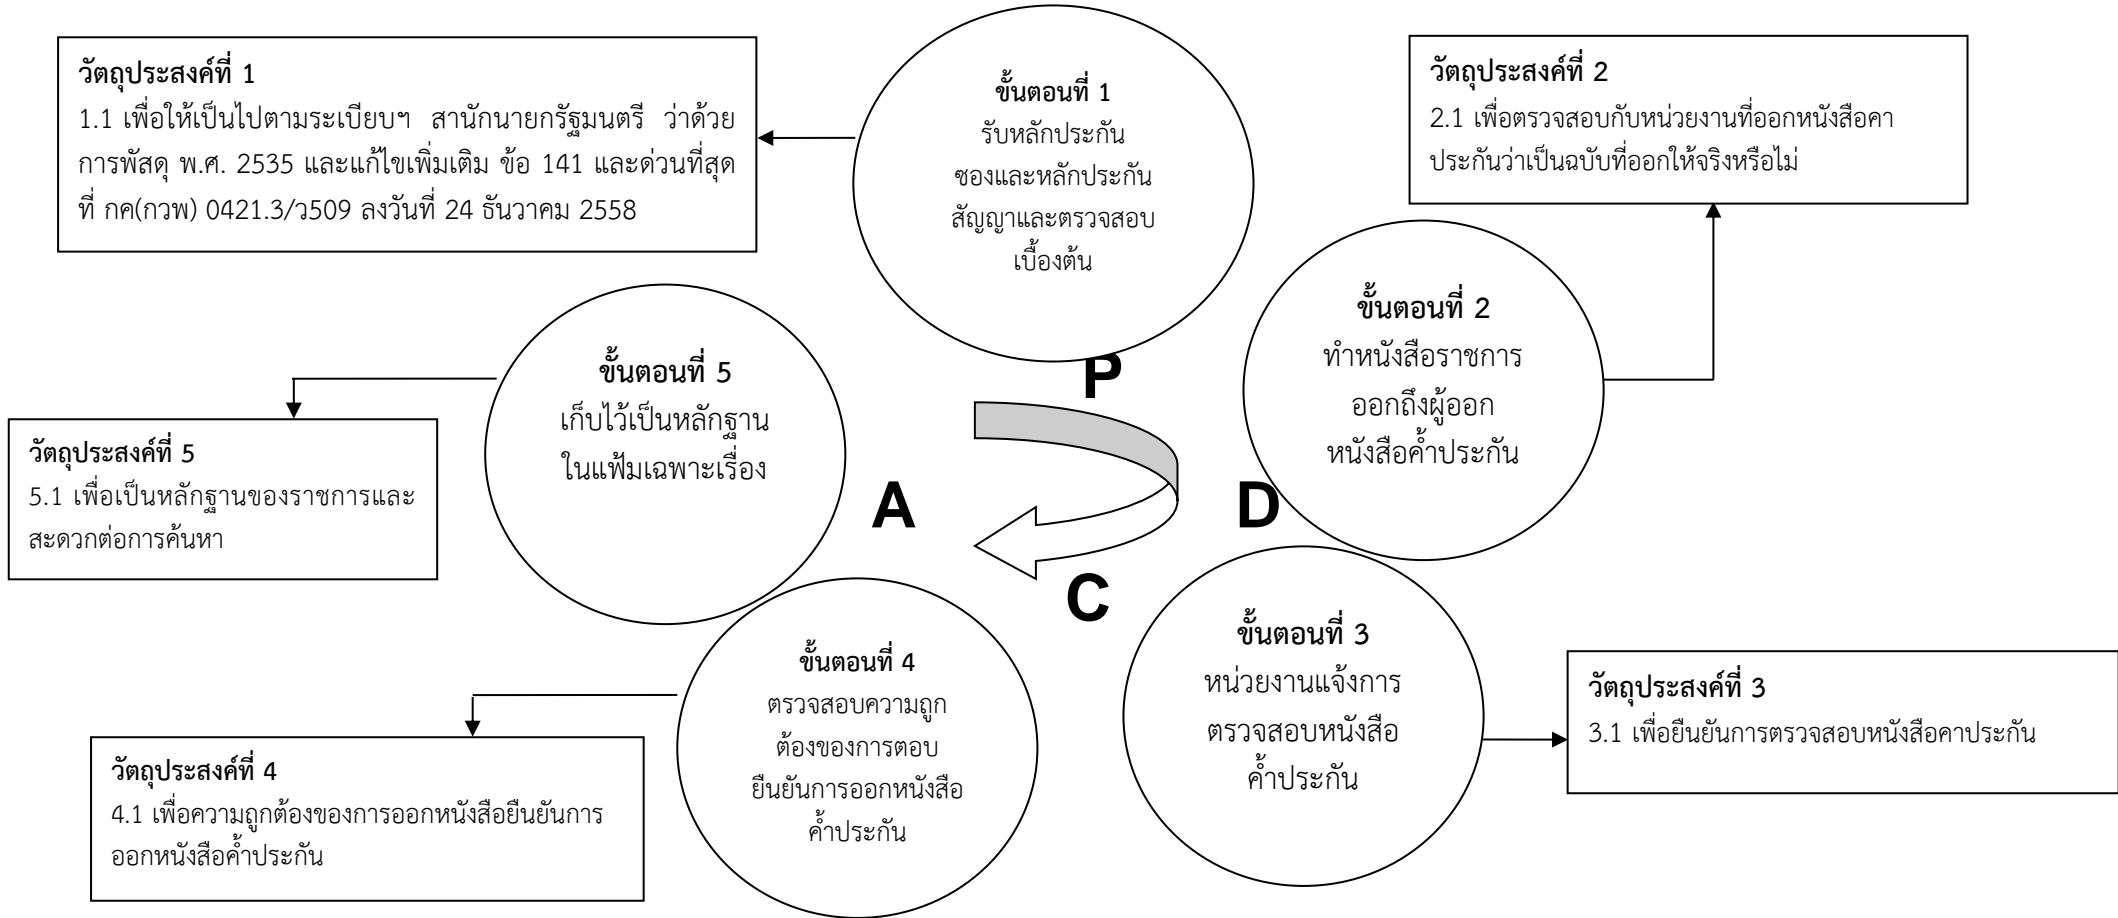 วัตถุประสงค์ที่ 1
1.1 เพื่อให้เป็นไปตามระเบียบฯ สานักนายกรัฐมนตรี ว่าด้วย
การพัสดุ พ.ศ. 2535 และแก้ไขเพิ่มเติม ข้อ 141 และด่วนที่สุด
ที่ กค(กวพ) 0421.3/ว509 ลงวันที่ 24 ธันวาคม 2558
ขั้นตอนที่ 1
รับหลักประกัน
ซองและหลักประกัน
สัญญาและตรวจสอบ
เบื้องต้น
วัตถุประสงค์ที่ 2
2.1 เพื่อตรวจสอบกับหน่วยงานที่ออกหนังสือคา
ประกันว่าเป็นฉบับที่ออกให้จริงหรือไม่
ขั้นตอนที่ 2
ทำหนังสือราชการ
ออกถึงผู้ออก
หนังสือค้ำประกัน
P
D
C
A
ขั้นตอนที่ 3
หน่วยงานแจ้งการ
ตรวจสอบหนังสือ
ค้ำประกัน
วัตถุประสงค์ที่ 3
3.1 เพื่อยืนยันการตรวจสอบหนังสือคาประกัน
ขั้นตอนที่ 4
ตรวจสอบความถูก
ต้องของการตอบ
ยืนยันการออกหนังสือ
ค้ำประกัน
วัตถุประสงค์ที่ 4
4.1 เพื่อความถูกต้องของการออกหนังสือยืนยันการ
ออกหนังสือค้ำประกัน
ขั้นตอนที่ 5
เก็บไว้เป็นหลักฐาน
ในแฟ้มเฉพาะเรื่อง
วัตถุประสงค์ที่ 5
5.1 เพื่อเป็นหลักฐานของราชการและ
สะดวกต่อการค้นหา